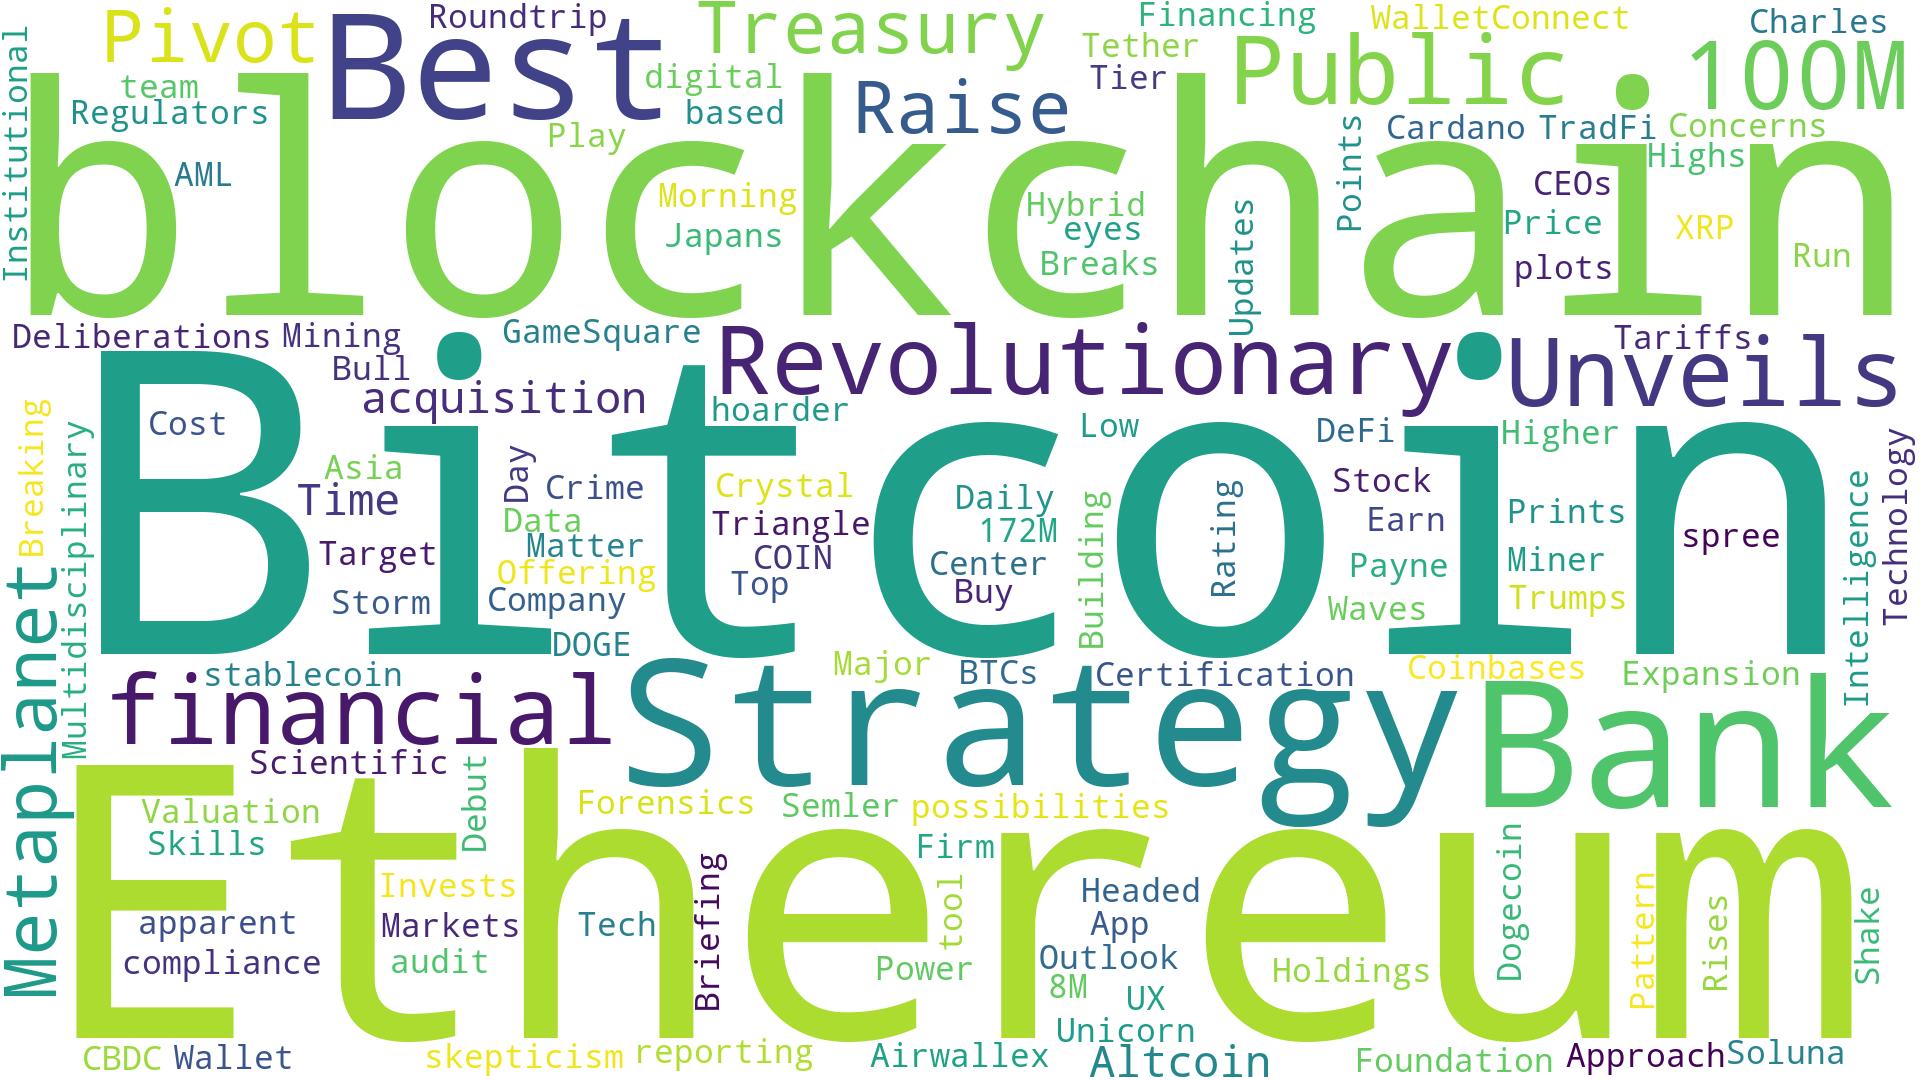 Institutional
Pivot
Roundtrip
Best
Treasury
Financing
WalletConnect
Charles
Tether
Tier
Public
100M
team
Regulators
digital
based
Raise
Play
AML
blockchain
Points
Cardano
TradFi
Concerns
Highs
Morning
Japans
Hybrid
eyes
Breaks
Updates
CEOs
Price
plots
XRP
Run
Deliberations
Mining
Bull
GameSquare
Revolutionary
Tariffs
Unveils
acquisition
hoarder
Breaking
Multidisciplinary
Cost
Bitcoin
Asia
Time
Day
Crime
Data
Matter
Offering
Company
Target
Storm
DOGE
Crystal
Triangle
COIN
Top
Daily
172M
Center
Buy
Low
Building
Rating
DeFi
Higher
Stock
Earn
Payne
Waves
Prints
Miner
Trumps
spree
Intelligence
Technology
Metaplanet
stablecoin
financial
Major
BTCs
Certification
Coinbases
Expansion
Strategy
Bank
Scientific
Debut
Valuation
Skills
Forensics
Semler
possibilities
Firm
Ethereum
Invests
Markets
audit
apparent
compliance
Tech
Briefing
tool
Power
Headed
App
Outlook
8M
UX
Unicorn
Holdings
Dogecoin
Pattern
Rises
Shake
CBDC
Wallet
skepticism
reporting
Airwallex
Altcoin
Foundation
Approach
Soluna